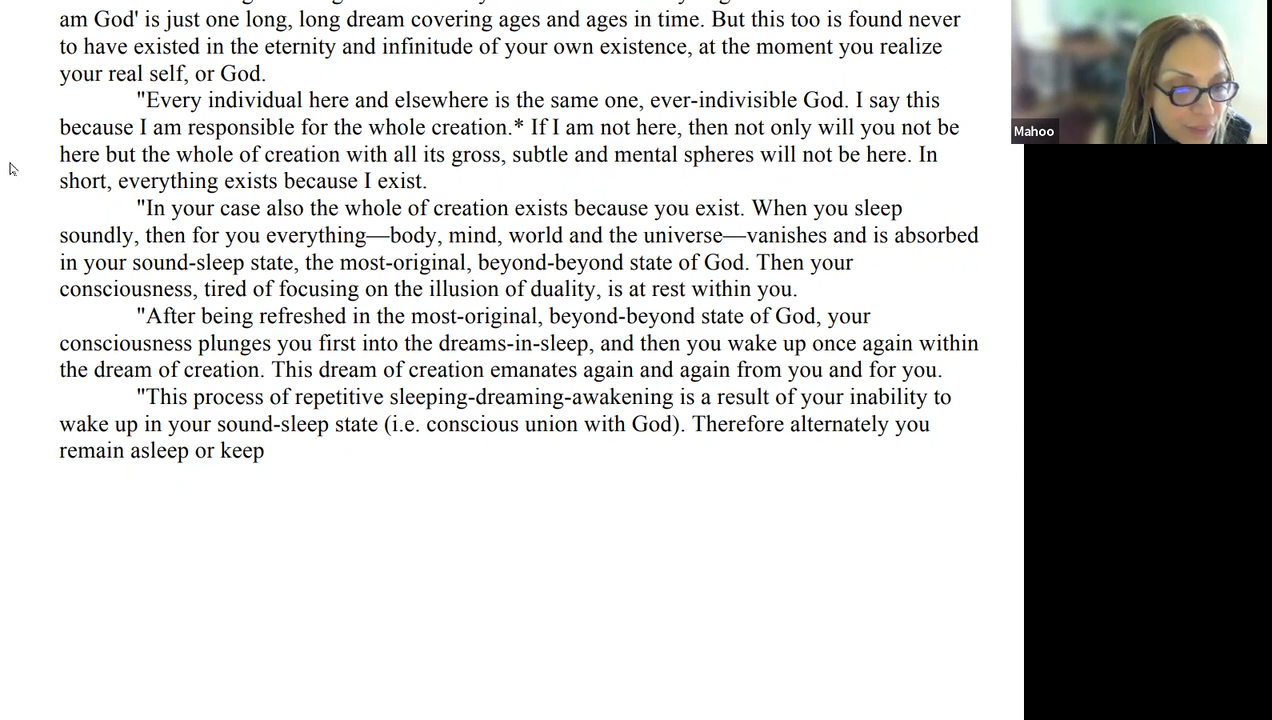 am God' is just one long, long dream covering ages and ages in time. But this too is found never
to have existed in the eternity and infinitude of your own existence, at the moment you realize
your real self, or God.
"Every individual here and elsewhere is the same one, ever-indivisible God. I say this
because I am responsible for the whole creation.* If I am not here, then not only will you not be
here but the whole of creation with all its gross, subtle and mental spheres will not be here. In
short, everything exists because I exist.
"In your case also the whole of creation exists because you exist. When you sleep
soundly, then for you everything—body, mind, world and the universe—vanishes and is absorbed
in your sound-sleep state, the most-original, beyond-beyond state of God. Then your
consciousness, tired of focusing on the illusion of duality, is at rest within you.
"After being refreshed in the most-original, beyond-beyond state of God, your
consciousness plunges you first into the dreams-in-sleep, and then you wake up once again within
the dream of creation. This dream of creation emanates again and again from you and for you.
"This process of repetitive sleeping-dreaming-awakening is a result of your inability to
wake up in your sound-sleep state (i.e. conscious union with God). Therefore alternately you
remain asleep or keep
Mahoo